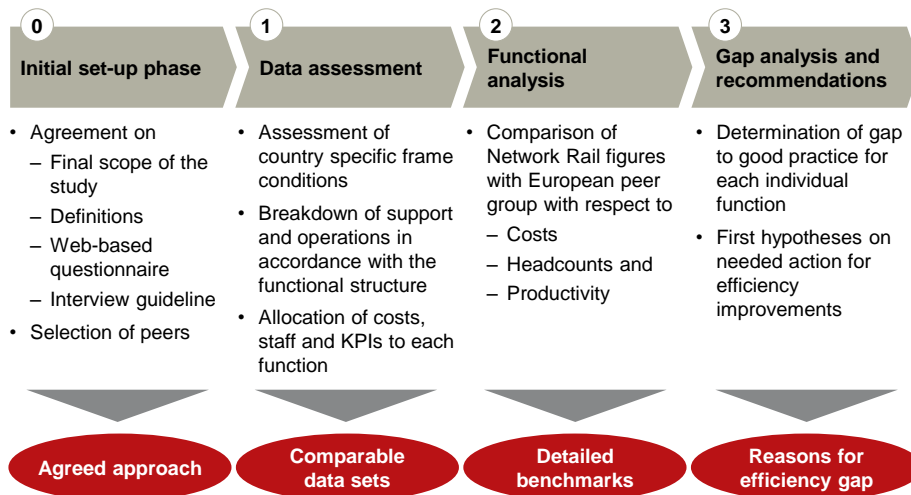 0
Initial set-up phase
• Agreement on
– Final scope of the
study
– Definitions
– Web-based
questionnaire
– Interview guideline
• Selection of peers
Agreed approach
1
Data assessment
• Assessment of
country specific frame
conditions
• Breakdown of support
and operations in
accordance with the
functional structure
• Allocation of costs,
staff and KPIs to each
function
Comparable
data sets
2
Functional
analysis
• Comparison of
Network Rail figures
with European peer
group with respect to
– Costs
– Headcounts and
– Productivity
Detailed
benchmarks
3
Gap analysis and
recommendations
• Determination of gap
to good practice for
each individual
function
• First hypotheses on
needed action for
efficiency
improvements
Reasons for
efficiency gap